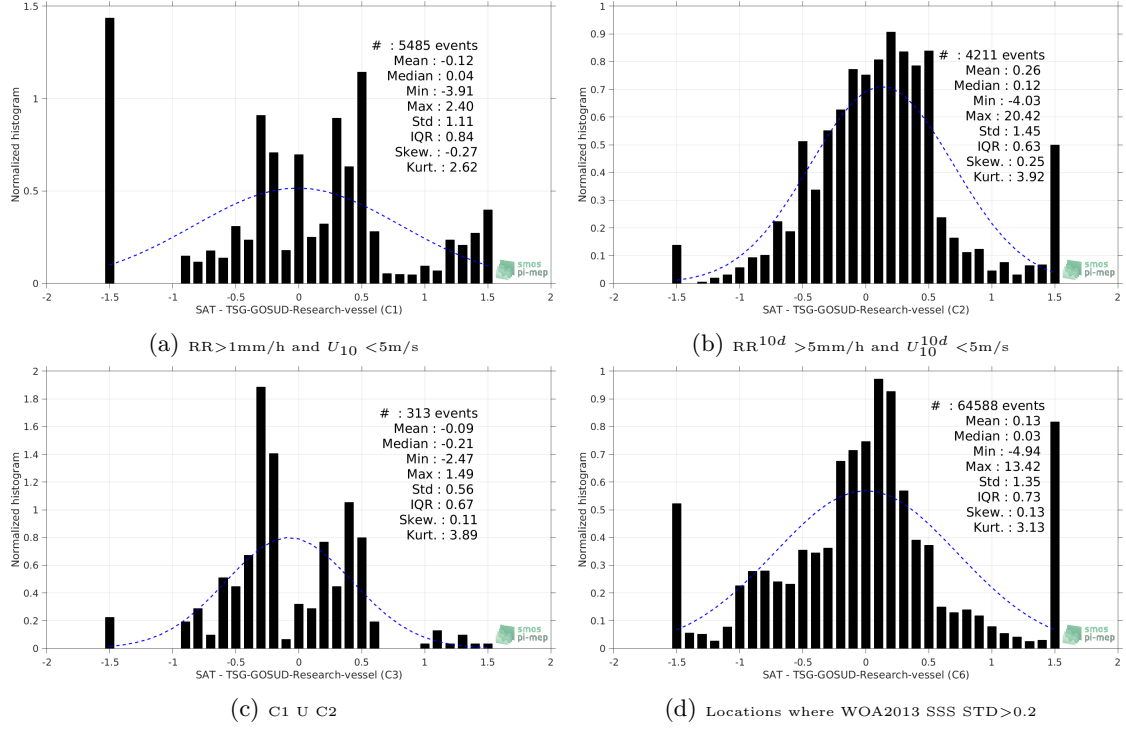 1.5
1
0.5
0
Normalized histogram
# : 5485 events
Mean : -0.12
Median : 0.04
Min : -3.91
Max : 2.40
Std : 1.11
IQR : 0.84
Skew. : -0.27
Kurt. : 2.62
smos
pi-mep
-2 -1.5 -1 -0.5 0 0.5 1 1.5 2
SAT - TSG-GOSUD-Research-vessel (C1)
(a) RR>1mm/h and U10 <5m/s
1
0.9
0.8
0.7
0.6
0.5
0.4
0.3
0.2
0.1
0
Normalized histogram
# : 4211 events
Mean : 0.26
Median : 0.12
Min : -4.03
Max : 20.42
Std : 1.45
IQR : 0.63
Skew. : 0.25
Kurt. : 3.92
smos
pi-mep
-2 -1.5 -1 -0.5 0 0.5 1 1.5 2
SAT - TSG-GOSUD-Research-vessel (C2)
(b) RR10d >5mm/h and U10 10d <5m/s
2
1.8
1.6
1.4
1.2
1
0.8
0.6
0.4
0.2
0
Normalized histogram
# : 313 events
Mean : -0.09
Median : -0.21
Min : -2.47
Max : 1.49
Std : 0.56
IQR : 0.67
Skew. : 0.11
Kurt. : 3.89
smos
pi-mep
-2 -1.5 -1 -0.5 0 0.5 1 1.5 2
SAT - TSG-GOSUD-Research-vessel (C3)
(c) C1 U C2
1
0.9
0.8
0.7
0.6
0.5
0.4
0.3
0.2
0.1
0
Normalized histogram
# : 64588 events
Mean : 0.13
Median : 0.03
Min : -4.94
Max : 13.42
Std : 1.35
IQR : 0.73
Skew. : 0.13
Kurt. : 3.13
smos
pi-mep
-2 -1.5 -1 -0.5 0 0.5 1 1.5 2
SAT - TSG-GOSUD-Research-vessel (C6)
(d) Locations where WOA2013 SSS STD>0.2